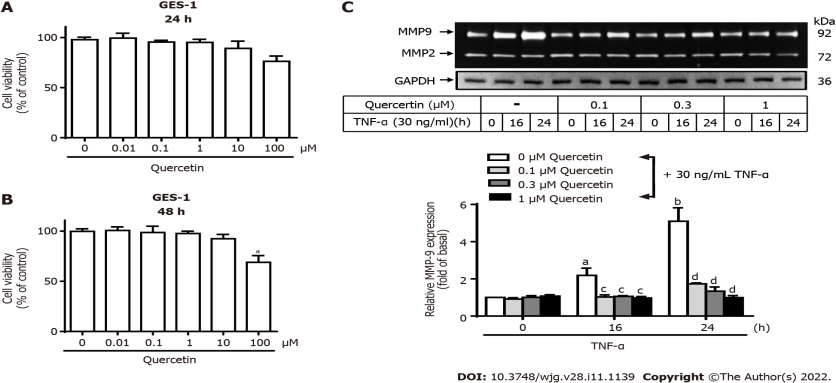 A
GES-1
24 h
Cell viability
(% of control)
100
50
0
0 0.01 0.1 1 10 100 μM
Quercetin
B
GES-1
48 h
Cell viability
(% of control)
100
50
0
a
0 0.01 0.1 1 10 100 μM
Quercetin
C
kDa
MMP9 92
MMP2 72
GAPDH 36
Quercertin (μM) - 0.1 0.3 1
TNF-α (30 ng/ml)(h) 0 16 24 0 16 24 0 16 24 0 16 24
0 μM Quercetin
0.1 μM Quercetin
0.3 μM Quercetin
1 μM Quercetin
+ 30 ng/mL TNF-α
Relative MMP-9 expression
(fold of basal)
6
4
2
0
a c c c b d d d
0 16 24 (h)
TNF-α
DOI: 10.3748/wjg.v28.i11.1139 Copyright ©The Author(s) 2022.